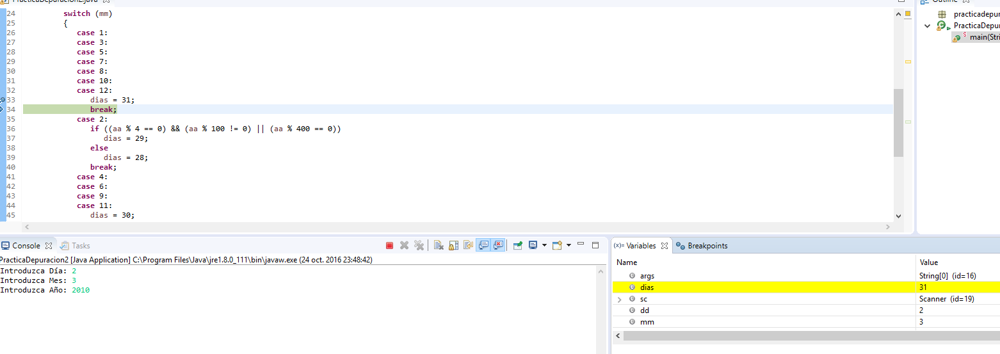 PracticaDepuracion2.java
Outline
24 switch (mm)
25 {
26 case 1:
27 case 3:
28 case 5:
29 case 7:
30 case 8:
31 case 10:
32 case 12:
33 dias = 31;
34 break;
35 case 2:
36 if ((aa % 4 == 0) && (aa % 100 != 0) || (aa % 400 == 0))
37 dias = 29;
38 else
39 dias = 28;
40 break;
41 case 4:
42 case 6:
43 case 9:
44 case 11:
45 dias = 30;
practicadepur
PracticaDepur
main(Stri
Console Tasks
PracticaDepuracion2 [Java Application] C:\Program Files\Java\jre1.8.0_111\bin\javaw.exe (24 oct. 2016 23:48:42)
Introduzca Día: 2
Introduzca Mes: 3
Introduzca Año: 2010
(x)= Variables Breakpoints
Name Value
args String[0] (id=16)
dias 31
sc Scanner (id=19)
dd 2
mm 3